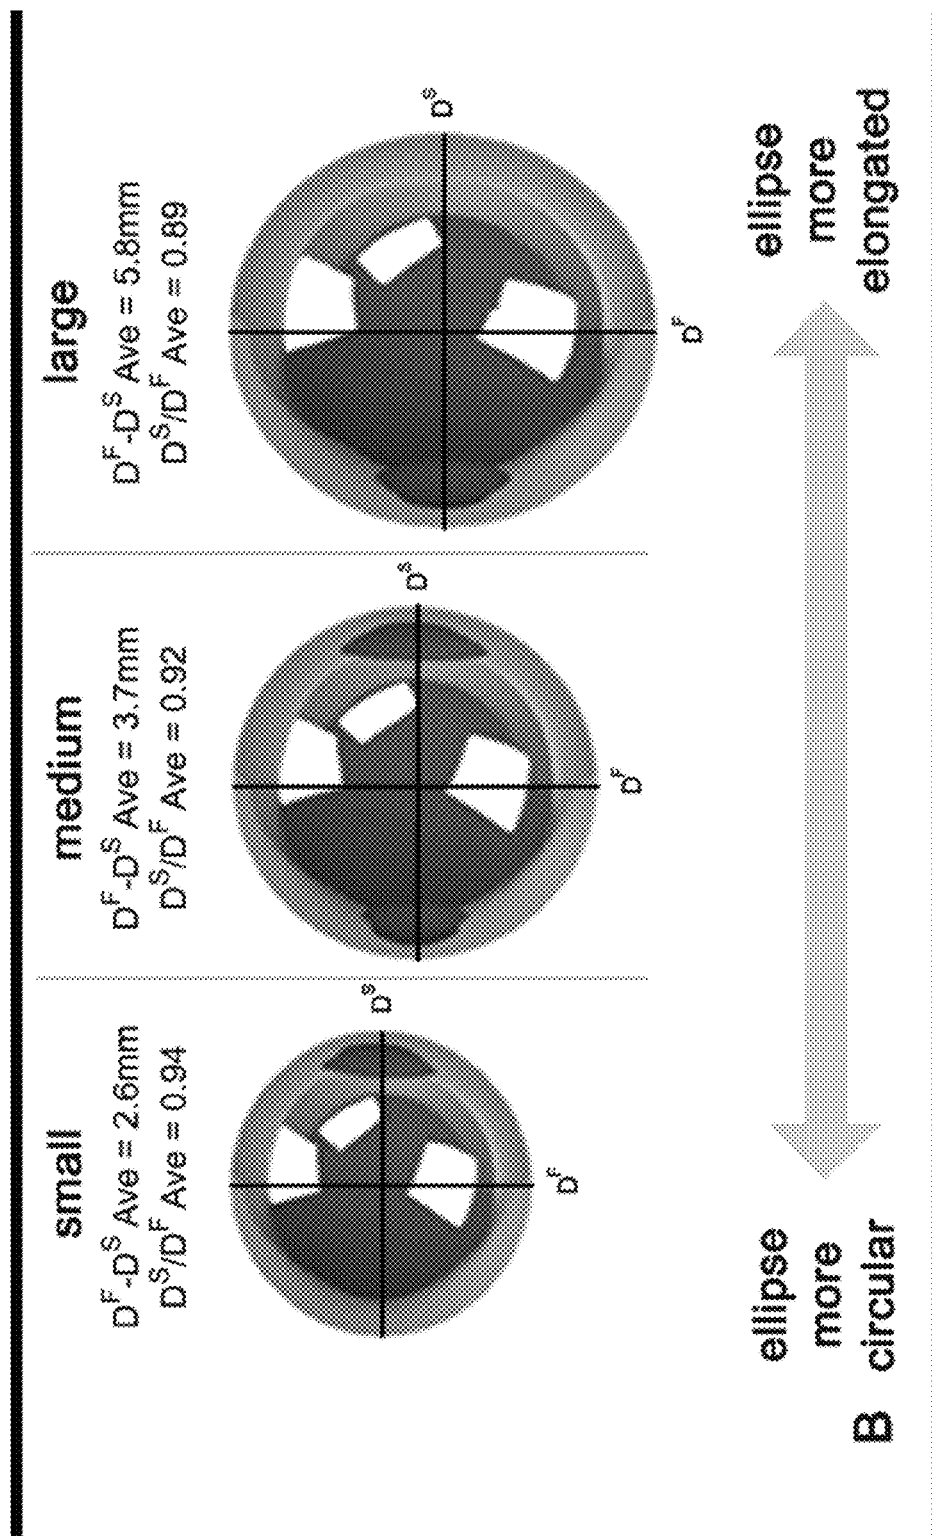 small
D^F-D^S Ave = 2.6mm
D^S/D^F Ave = 0.94
D^S
D^F
medium
D^F-D^S Ave = 3.7mm
D^S/D^F Ave = 0.92
D^S
D^F
large
D^F-D^S Ave = 5.8mm
D^S/D^F Ave = 0.89
D^S
D^F
ellipse
more
circular
ellipse
more
elongated
B